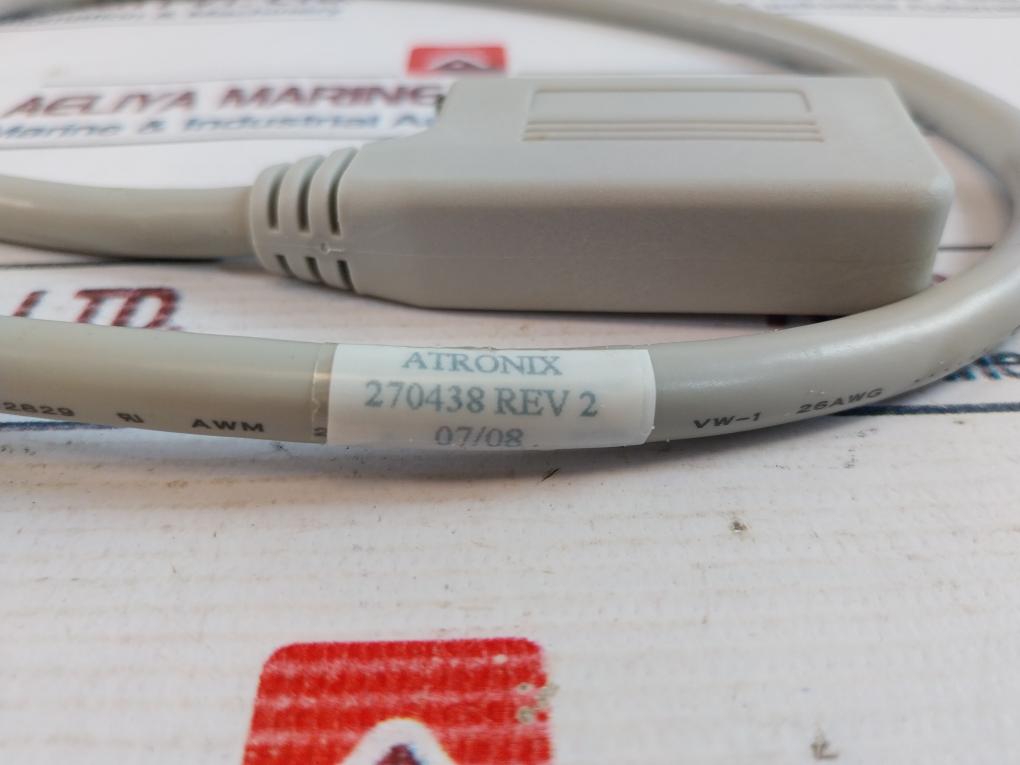 AELIYA MARINE
Marine & Industrial A
LTD.
ATRONIX
270438 REV 2
07/08
2829 AWM
VW-1 26AWG